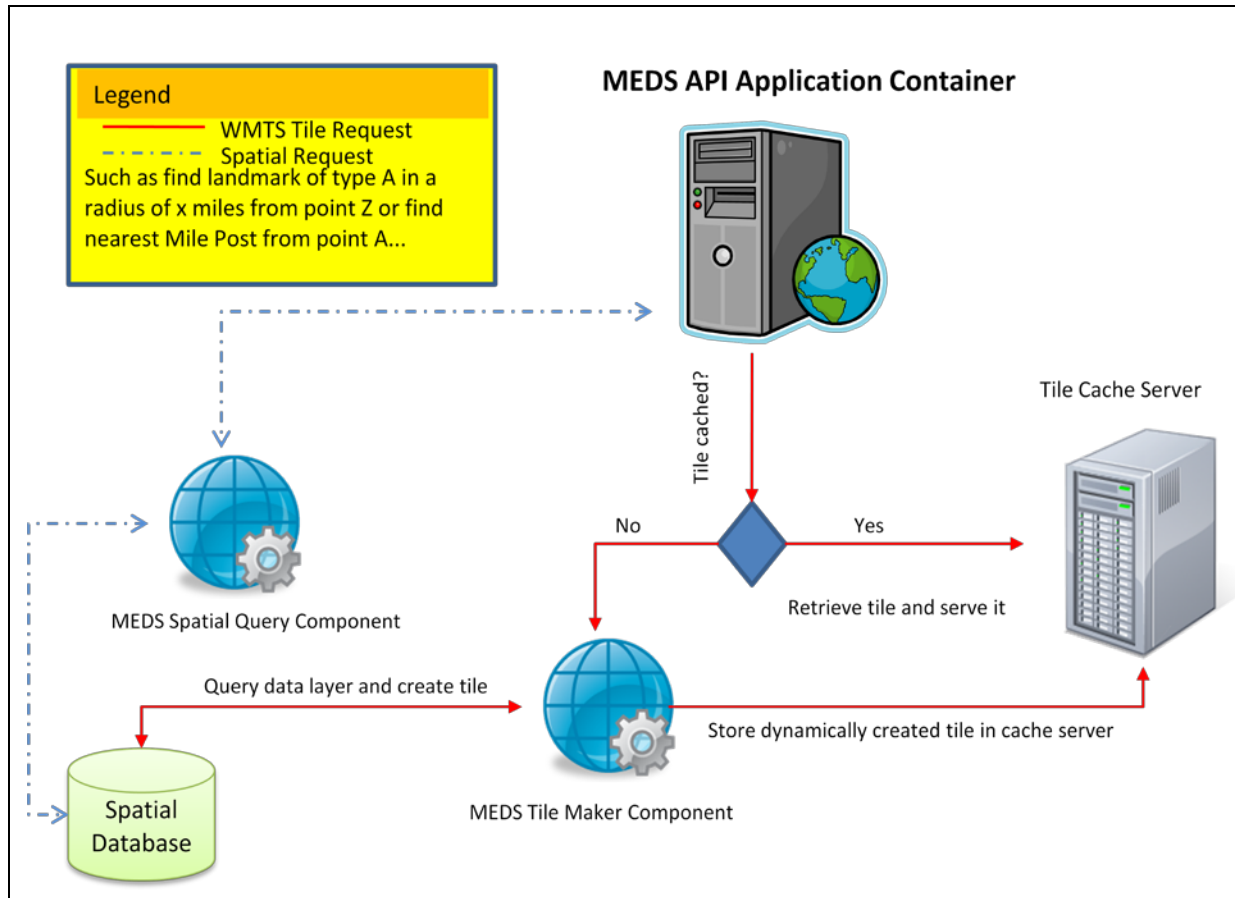 MEDS API Application Container
Legend
WMTS Tile Request
Spatial Request
Such as find landmark of type A in a
radius of x miles from point Z or find
nearest Mile Post from point A...
Tile cached?
Tile Cache Server
No
Yes
Retrieve tile and serve it
MEDS Spatial Query Component
Query data layer and create tile
Store dynamically created tile in cache server
MEDS Tile Maker Component
Spatial
Database